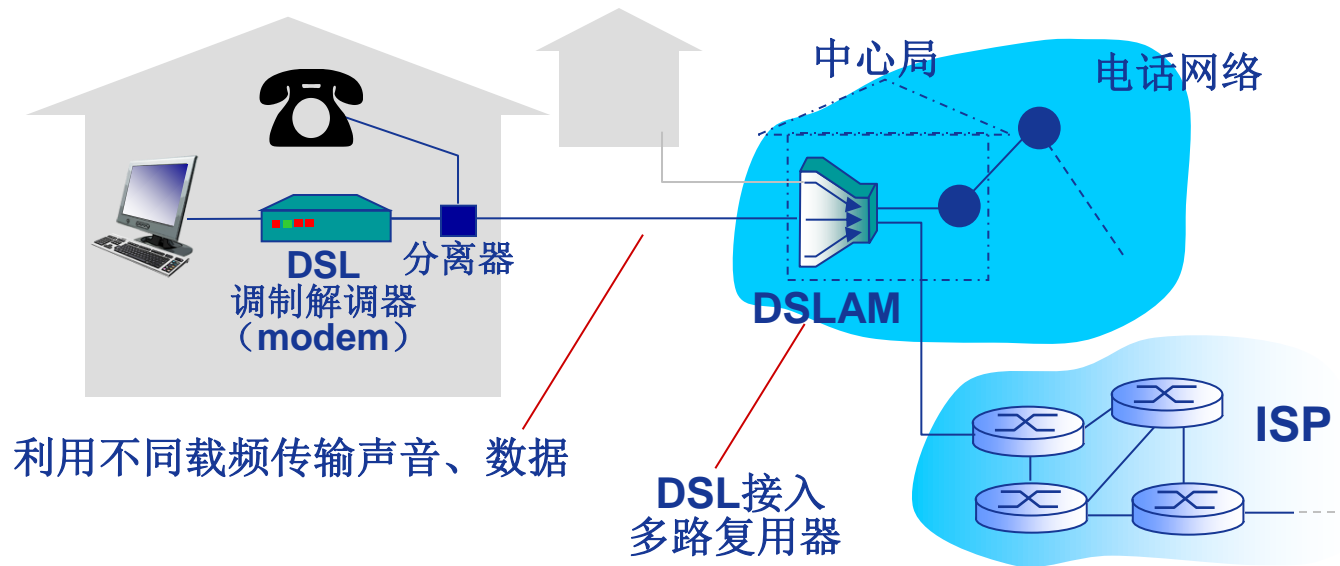 中心局
电话网络
DSL
调制解调器
（modem）
分离器
DSLAM
利用不同载频传输声音、数据
DSL接入
多路复用器
ISP